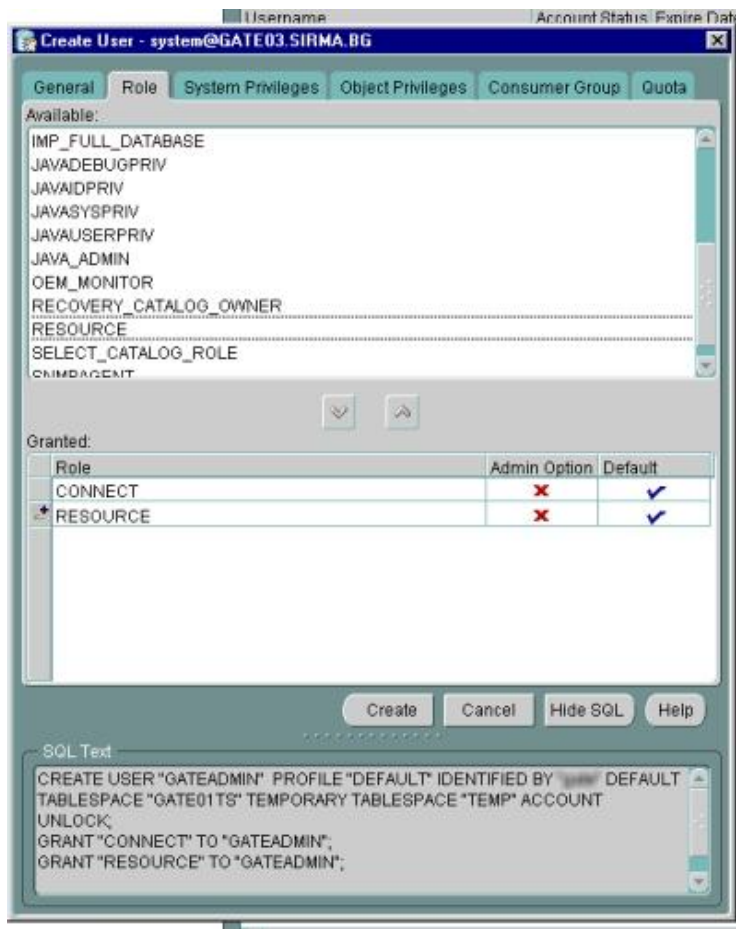 Username Account Status Expire Dat
Create User - system@GATE03.SIRMA.BG
General Role System Privileges Object Privileges Consumer Group Quota
Available:
IMP_FULL_DATABASE
JAVADEBUGPRIV
JAVAIDPRIV
JAVASYSPRIV
JAVAUSERPRIV
JAVA_ADMIN
OEM_MONITOR
RECOVERY_CATALOG_OWNER
RESOURCE
SELECT_CATALOG_ROLE
SNMPAGENT
Granted:
Role Admin Option Default
CONNECT
RESOURCE
Create Cancel Hide SQL Help
SQL Text
CREATE USER "GATEADMIN" PROFILE "DEFAULT" IDENTIFIED BY DEFAULT
TABLESPACE "GATE01TS" TEMPORARY TABLESPACE "TEMP" ACCOUNT
UNLOCK;
GRANT "CONNECT" TO "GATEADMIN";
GRANT "RESOURCE" TO "GATEADMIN";